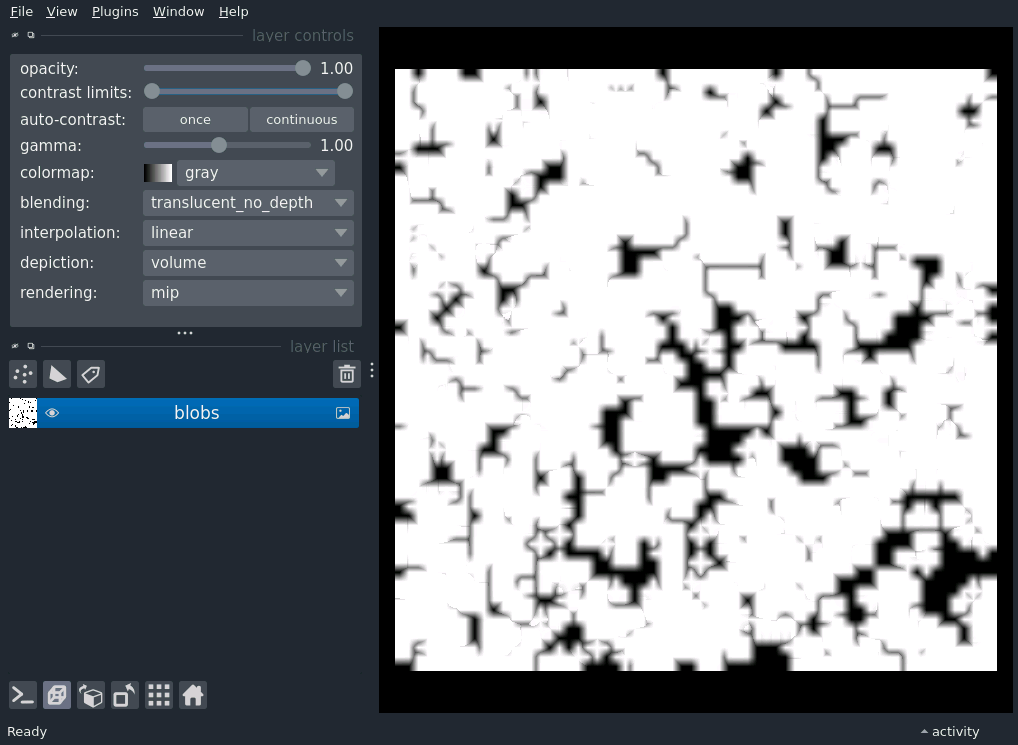 File View Plugins Window Help
layer controls
opacity: 1.00
contrast limits:
auto-contrast: once continuous
gamma: 1.00
colormap: gray
blending: translucent_no_depth
interpolation: linear
depiction: volume
rendering: mip
layer list
blobs
Ready activity